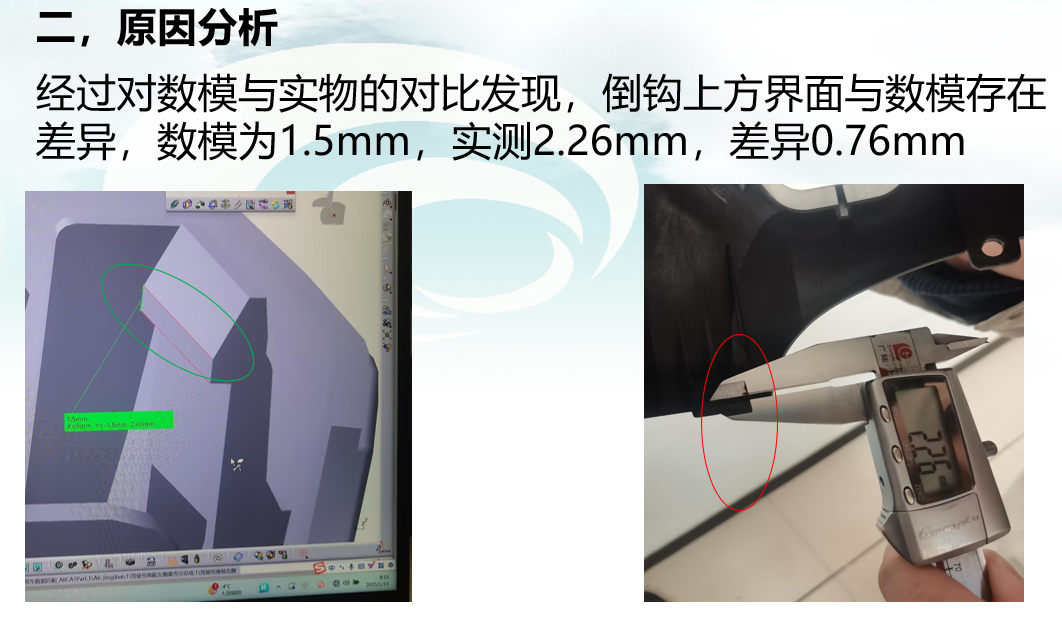 二，原因分析
经过对数模与实物的对比发现，倒钩上方界面与数模存在
差异，数模为1.5mm，实测2.26mm，差异0.76mm
1.5mm
2.26